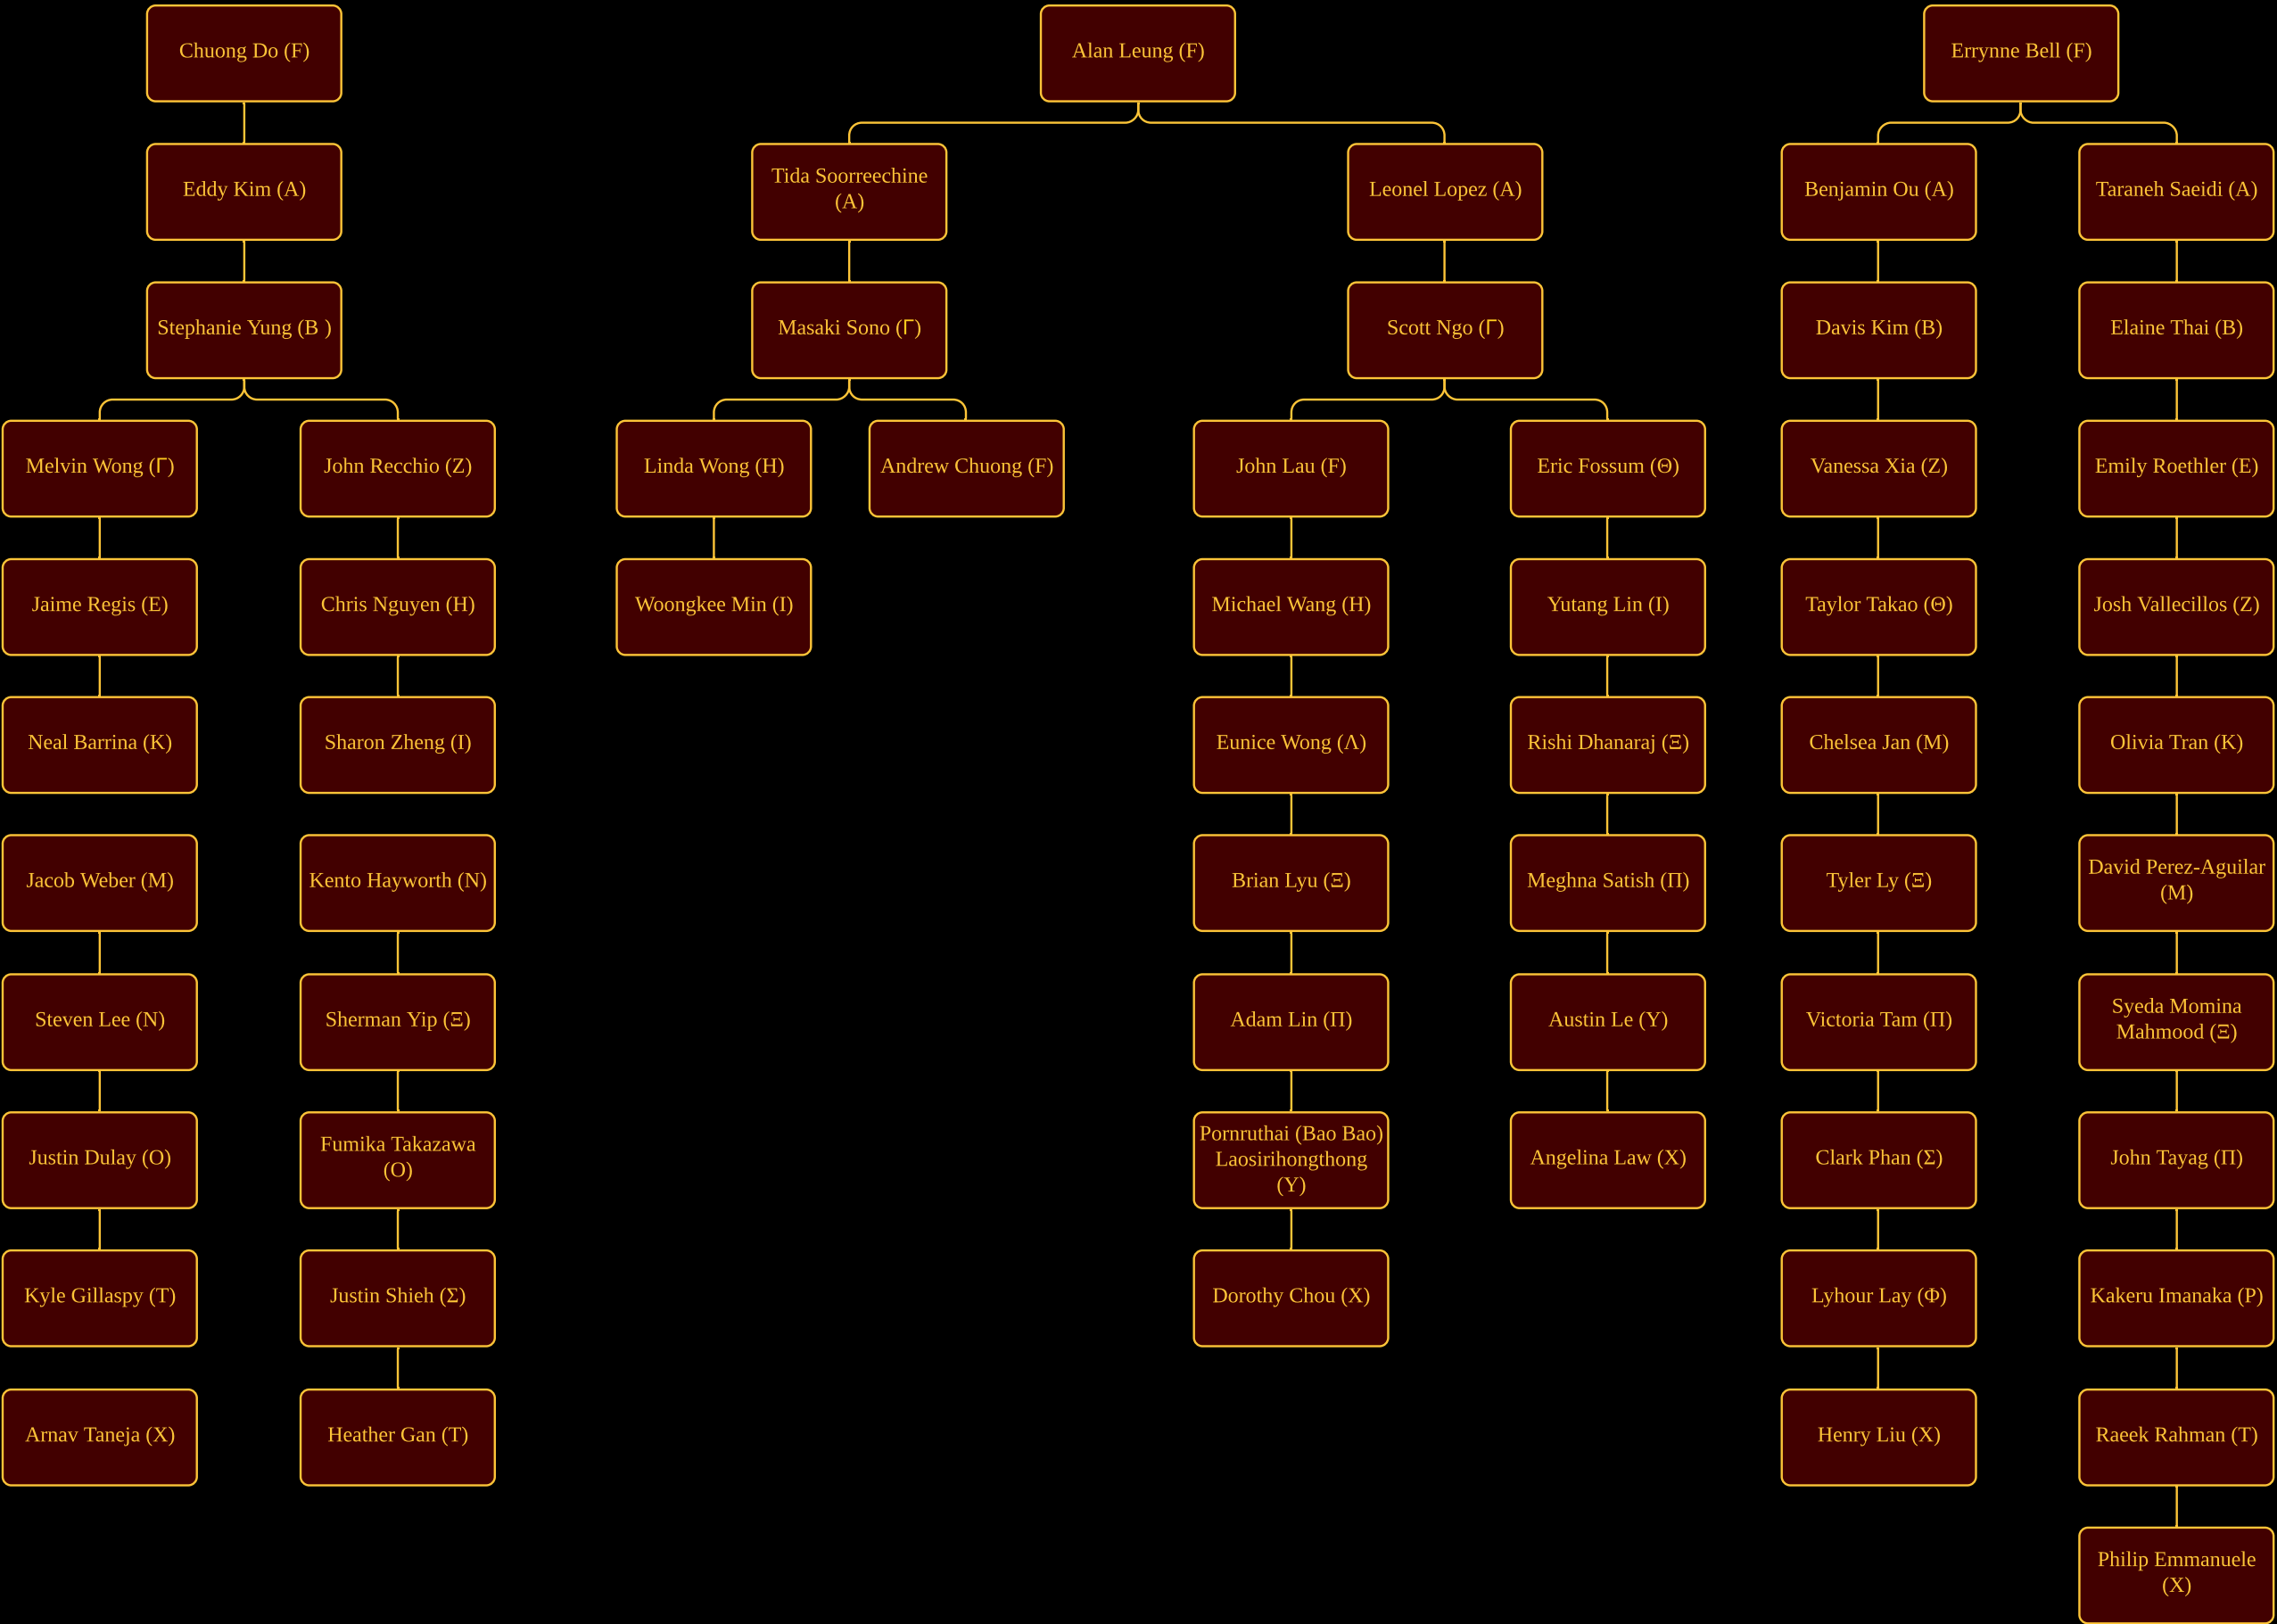 Chuong Do (F)
Alan Leung (F)
Errynne Bell (F)
Eddy Kim (A)
Tida Soorreechine
(A)
Leonel Lopez (A)
Benjamin Ou (A)
Taraneh Saeidi (A)
Stephanie Yung (B )
Masaki Sono (Γ)
Scott Ngo (Γ)
Davis Kim (B)
Elaine Thai (B)
Melvin Wong (Γ)
John Recchio (Z)
Linda Wong (H)
Andrew Chuong (F)
John Lau (F)
Eric Fossum (Θ)
Vanessa Xia (Z)
Emily Roethler (E)
Jaime Regis (E)
Chris Nguyen (H)
Woongkee Min (I)
Michael Wang (H)
Yutang Lin (I)
Taylor Takao (Θ)
Josh Vallecillos (Z)
Neal Barrina (K)
Sharon Zheng (I)
Eunice Wong (Λ)
Rishi Dhanaraj (Ξ)
Chelsea Jan (M)
Olivia Tran (K)
Jacob Weber (M)
Kento Hayworth (N)
Brian Lyu (Ξ)
Meghna Satish (Π)
Tyler Ly (Ξ)
David Perez-Aguilar
(M)
Steven Lee (N)
Sherman Yip (Ξ)
Adam Lin (Π)
Austin Le (Y)
Victoria Tam (Π)
Syeda Momina
Mahmood (Ξ)
Justin Dulay (O)
Fumika Takazawa
(O)
Pornruthai (Bao Bao)
Laosirihongthong
(Y)
Angelina Law (X)
Clark Phan (Σ)
John Tayag (Π)
Kyle Gillaspy (T)
Justin Shieh (Σ)
Dorothy Chou (X)
Lyhour Lay (Φ)
Kakeru Imanaka (P)
Arnav Taneja (X)
Heather Gan (T)
Henry Liu (X)
Raeek Rahman (T)
Philip Emmanuele
(X)